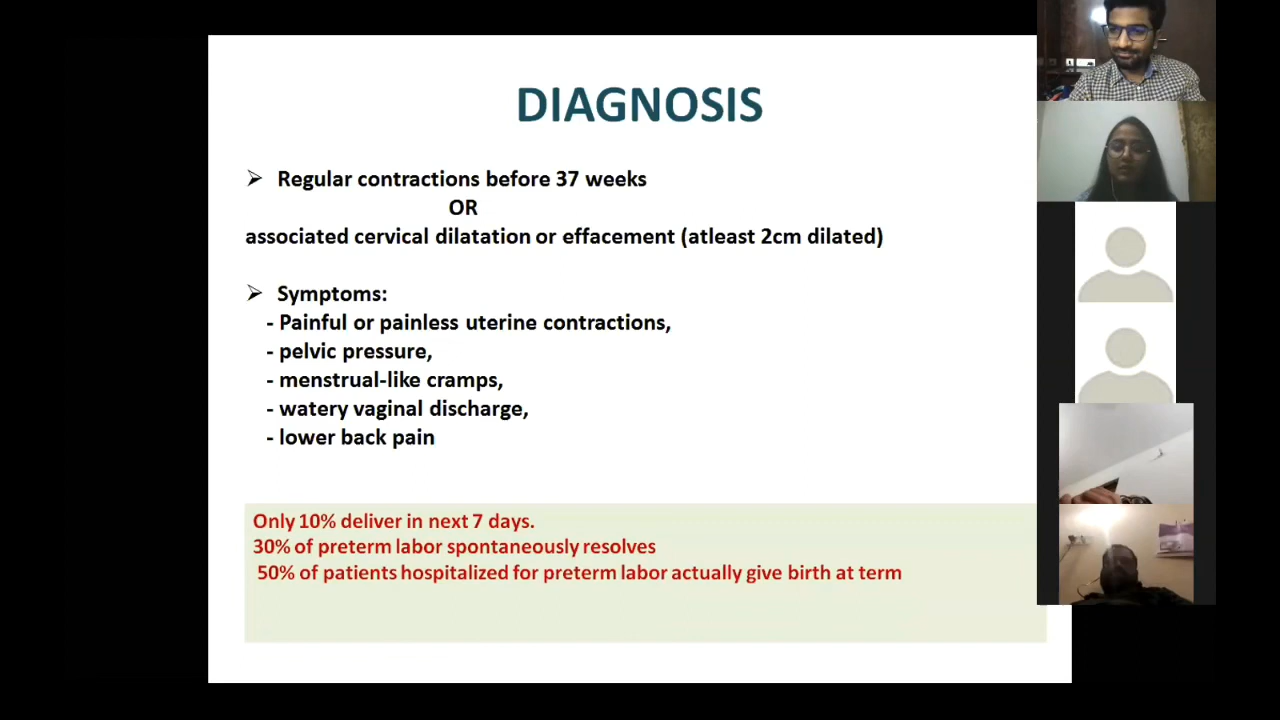 DIAGNOSIS
➢ Regular contractions before 37 weeks
OR
associated cervical dilatation or effacement (atleast 2cm dilated)
➢ Symptoms:
- Painful or painless uterine contractions,
- pelvic pressure,
- menstrual-like cramps,
- watery vaginal discharge,
- lower back pain
Only 10% deliver in next 7 days.
30% of preterm labor spontaneously resolves
50% of patients hospitalized for preterm labor actually give birth at term